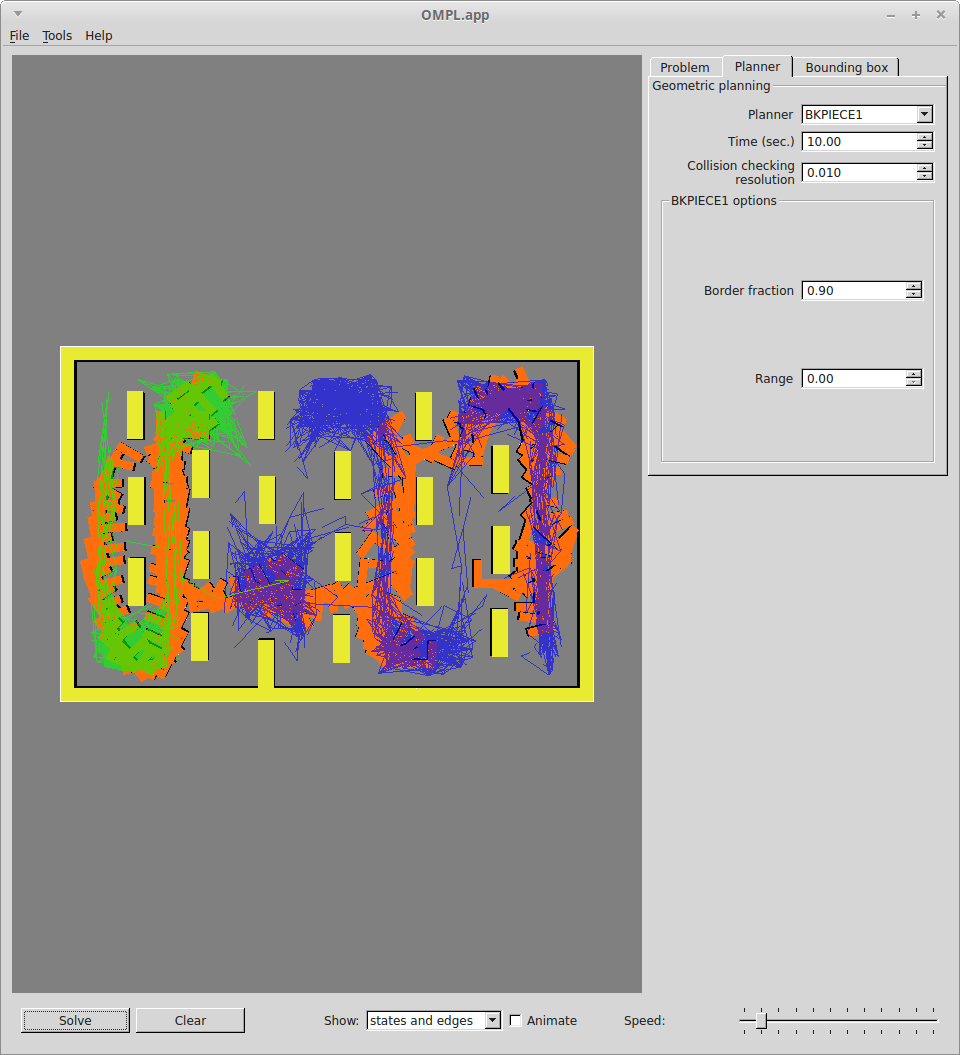 OMPL.app
File Tools Help
Problem Planner Bounding box
Geometric planning
Planner BKPIECE1
Time (sec.) 10.00
Collision checking
resolution 0.010
BKPIECE1 options
Border fraction 0.90
Range 0.00
Solve Clear Show: states and edges Animate Speed: